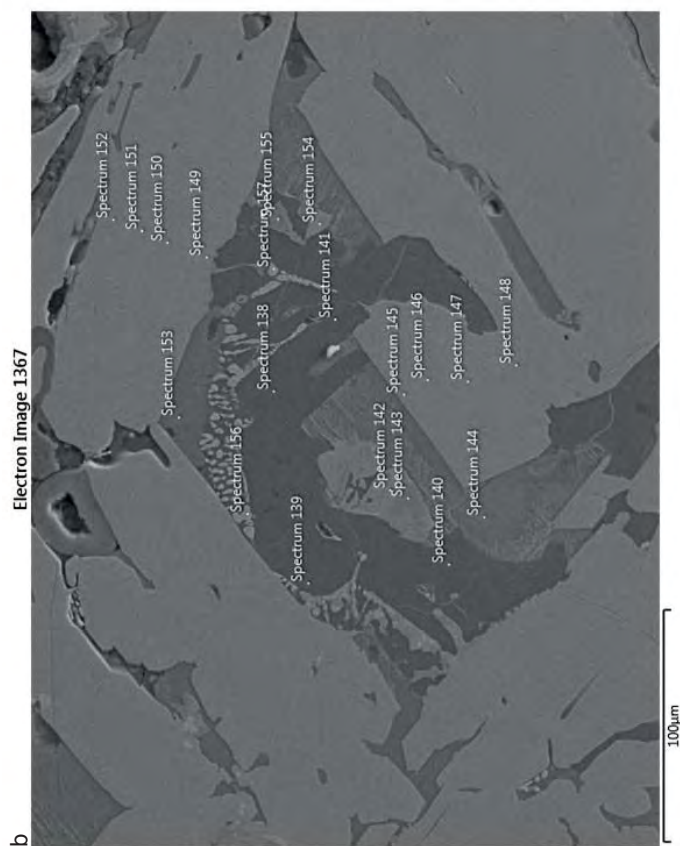 b
Electron Image 1367
Spectrum 152
Spectrum 151
Spectrum 150
Spectrum 149
Spectrum 153
Spectrum 155
Spectrum 157
Spectrum 154
Spectrum 141
Spectrum 138
Spectrum 156
Spectrum 139
Spectrum 145
Spectrum 146
Spectrum 147
Spectrum 148
Spectrum 142
Spectrum 143
Spectrum 140
Spectrum 144
100µm